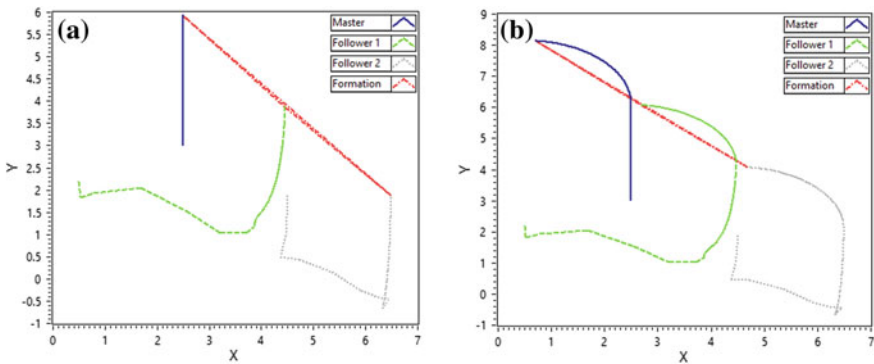 (a)
Master
Follower 1
Follower 2
Formation
6
5.5
5
4.5
4
3.5
3
2.5
2
1.5
1
0.5
0
-0.5
-1
Y
0 1 2 3 4 5 6 7
X
(b)
Master
Follower 1
Follower 2
Formation
9
8
7
6
5
4
3
2
1
0
-1
Y
0 1 2 3 4 5 6 7
X